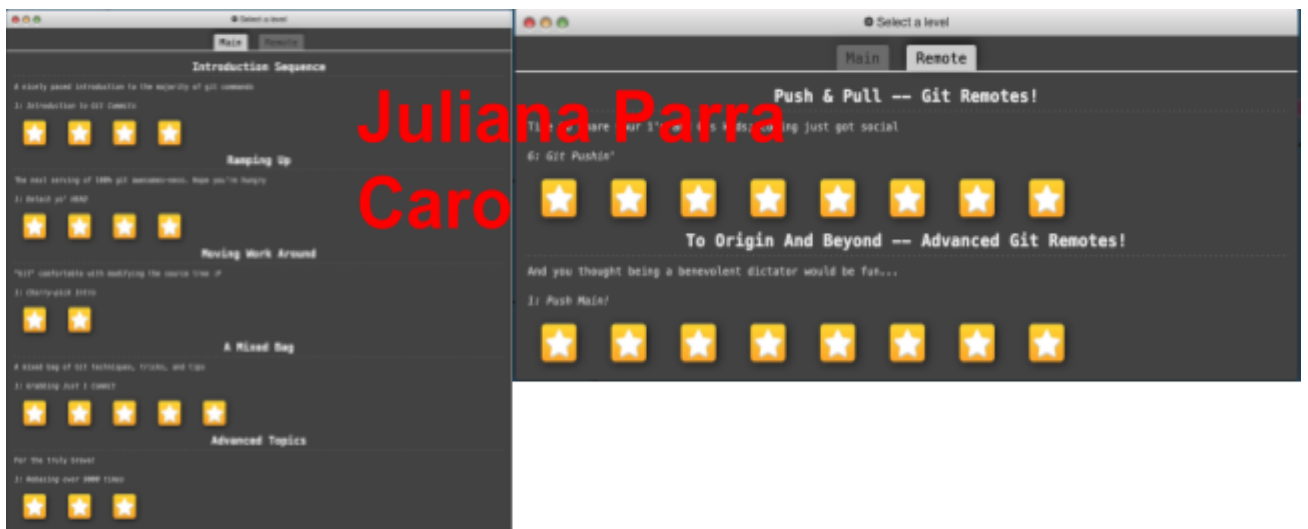 Select a level
Main Remote
Introduction Sequence
A nicely paced introduction to the majority of git commands
1: Introduction to Git Commits
Ramping Up
The next serving of 100% git awesomes-ness. Hope you're hungry
1: Detach yo' HEAD
Moving Work Around
"Git" comfortable with modifying the source tree :P
1: Cherry-pick Intro
A Mixed Bag
A mixed bag of Git techniques, tricks, and tips
1: Grabbing Just 1 Commit
Advanced Topics
For the truly brave!
1: Rebasing over 9000 times
Juliana Parra
Caro
Select a level
Main Remote
Push & Pull -- Git Remotes!
just got social
6: Git Pushin'
To Origin And Beyond -- Advanced Git Remotes!
And you thought being a benevolent dictator would be fun...
1: Push Main!